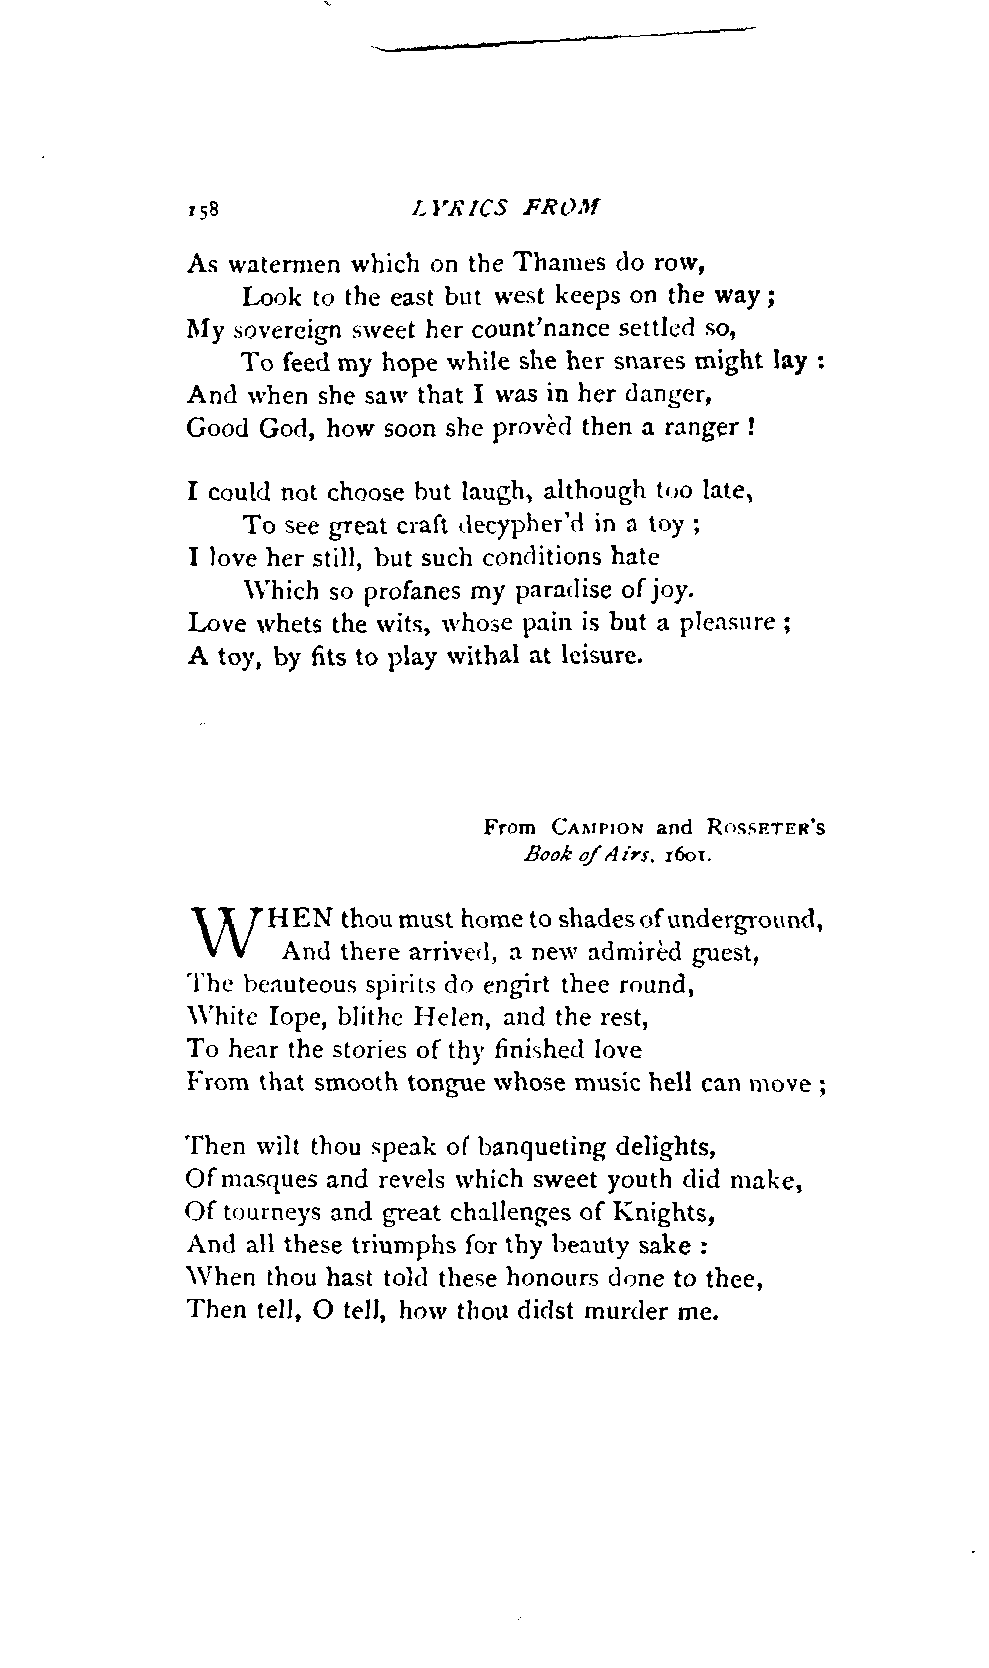 158 LYRICS FROM
As watermen which on the Thames do row,
Look to the east but west keeps on the way ;
My sovereign sweet her count'nance settled so,
To feed my hope while she her snares might lay :
And when she saw that I was in her danger,
Good God, how soon she provèd then a ranger !
I could not choose but laugh, although too late,
To see great craft decypher'd in a toy ;
I love her still, but such conditions hate
Which so profanes my paradise of joy.
Love whets the wits, whose pain is but a pleasure ;
A toy, by fits to play withal at leisure.
From CAMPION and ROSSETER'S
Book of Airs, 1601.
WHEN thou must home to shades of underground,
And there arrived, a new admirèd guest,
The beauteous spirits do engirt thee round,
White Iope, blithe Helen, and the rest,
To hear the stories of thy finished love
From that smooth tongue whose music hell can move ;
Then wilt thou speak of banqueting delights,
Of masques and revels which sweet youth did make,
Of tourneys and great challenges of Knights,
And all these triumphs for thy beauty sake :
When thou hast told these honours done to thee,
Then tell, O tell, how thou didst murder me.